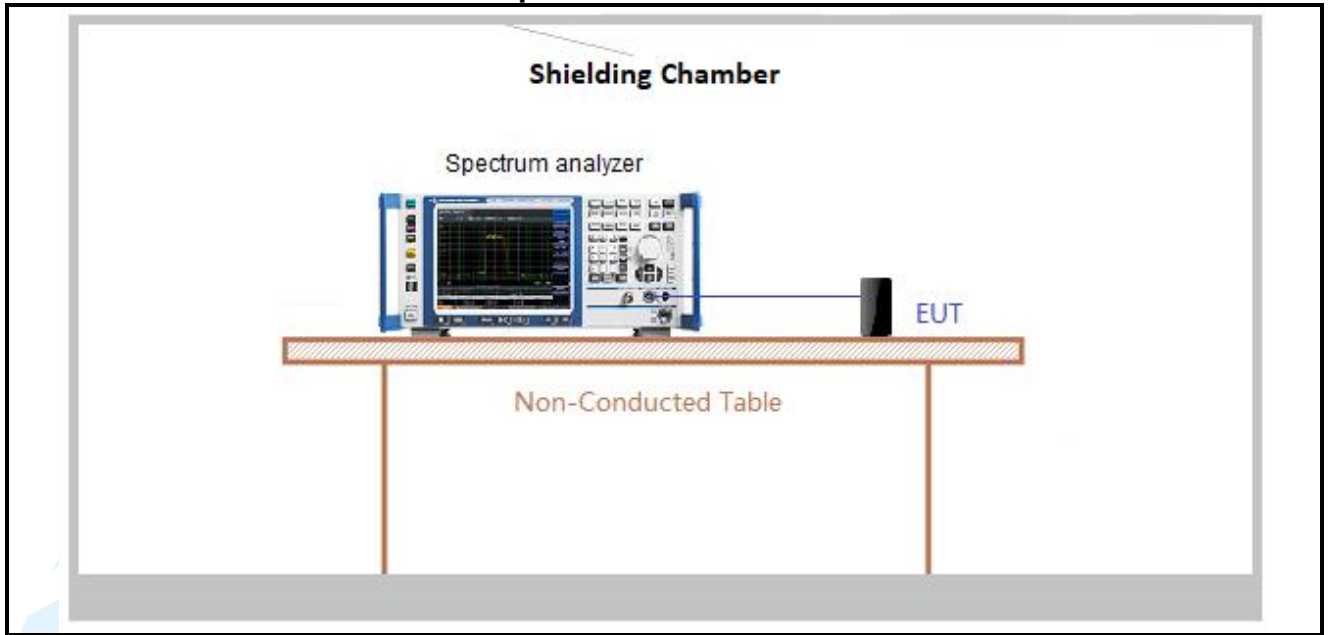 Shielding Chamber
Spectrum analyzer
EUT
Non-Conducted Table